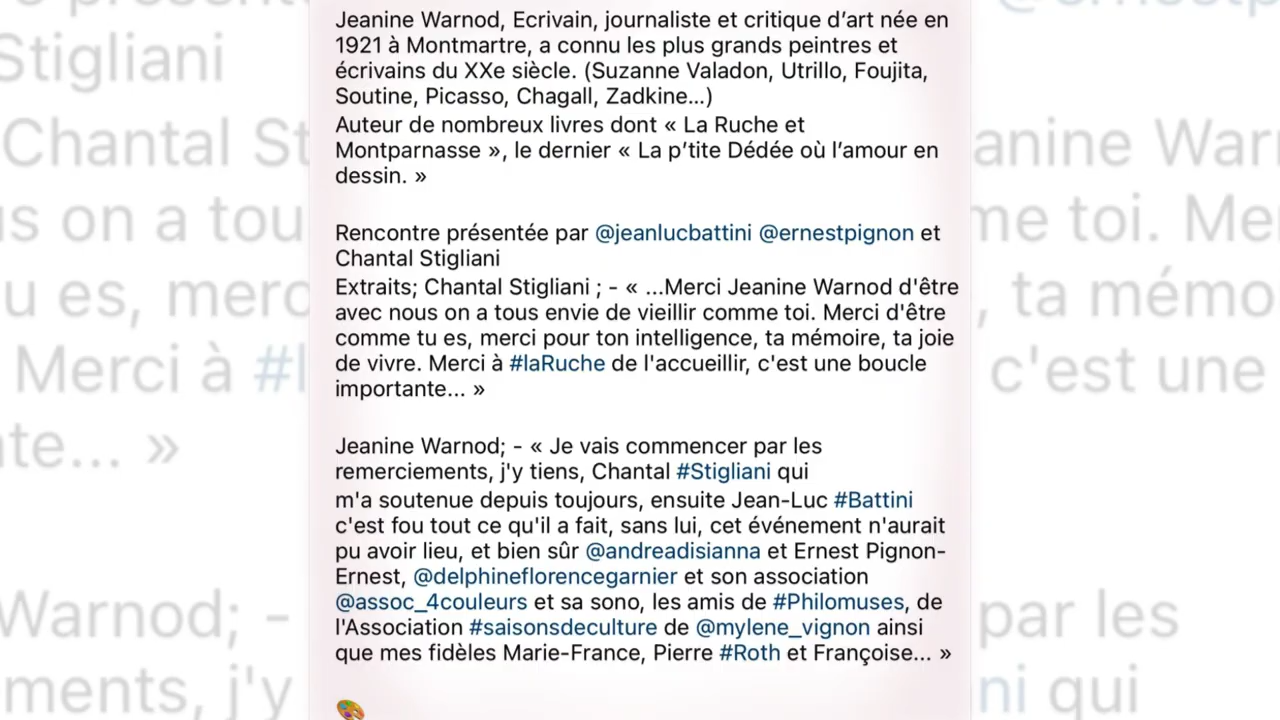 Jeanine Warnod, Ecrivain, journaliste et critique d’art née en
1921 à Montmartre, a connu les plus grands peintres et
écrivains du XXe siècle. (Suzanne Valadon, Utrillo, Foujita,
Soutine, Picasso, Chagall, Zadkine...)
Auteur de nombreux livres dont « La Ruche et
Montparnasse », le dernier « La p’tite Dédée où l’amour en
dessin. »
Rencontre présentée par @jeanlucbattini @ernestpignon et
Chantal Stigliani
Extraits; Chantal Stigliani ; - « ...Merci Jeanine Warnod d'être
avec nous on a tous envie de vieillir comme toi. Merci d'être
comme tu es, merci pour ton intelligence, ta mémoire, ta joie
de vivre. Merci à #laRuche de l'accueillir, c'est une boucle
importante... »
Jeanine Warnod; - « Je vais commencer par les
remerciements, j'y tiens, Chantal #Stigliani qui
m'a soutenue depuis toujours, ensuite Jean-Luc #Battini
c'est fou tout ce qu'il a fait, sans lui, cet événement n'aurait
pu avoir lieu, et bien sûr @andreadisianna et Ernest Pignon-
Ernest, @delphineflorencegarnier et son association
@assoc_4couleurs et sa sono, les amis de #Philomuses, de
l'Association #saisonsdeculture de @mylene_vignon ainsi
que mes fidèles Marie-France, Pierre #Roth et Françoise... »